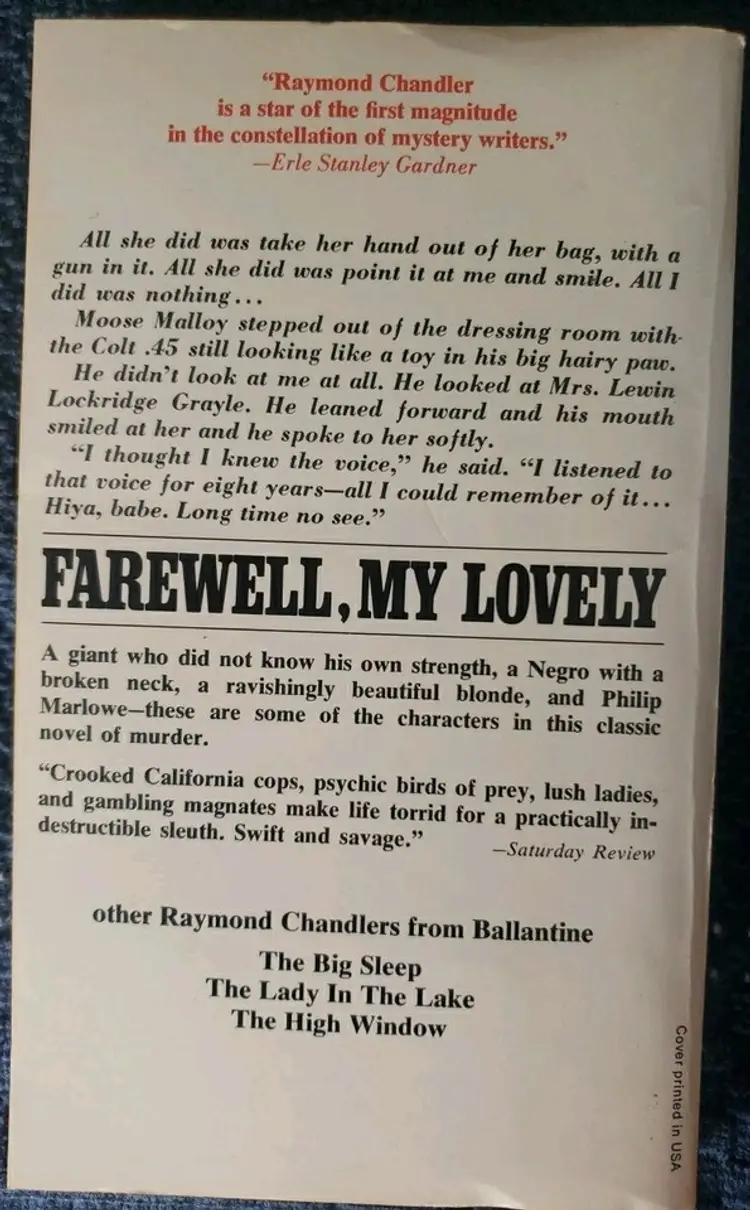 “Raymond Chandler
is a star of the first magnitude
in the constellation of mystery writers.”
—Erle Stanley Gardner
All she did was take her hand out of her bag, with a
gun in it. All she did was point it at me and smile. All I
did was nothing...
Moose Malloy stepped out of the dressing room with
the Colt .45 still looking like a toy in his big hairy paw.
He didn’t look at me at all. He looked at Mrs. Lewin
Lockridge Grayle. He leaned forward and his mouth
smiled at her and he spoke to her softly.
“I thought I knew the voice,” he said. “I listened to
that voice for eight years—all I could remember of it...
Hiya, babe. Long time no see.”
FAREWELL, MY LOVELY
A giant who did not know his own strength, a Negro with a
broken neck, a ravishingly beautiful blonde, and Philip
Marlowe—these are some of the characters in this classic
novel of murder.
“Crooked California cops, psychic birds of prey, lush ladies,
and gambling magnates make life torrid for a practically in-
destructible sleuth. Swift and savage.”
—Saturday Review
other Raymond Chandlers from Ballantine
The Big Sleep
The Lady In The Lake
The High Window
Cover printed in USA